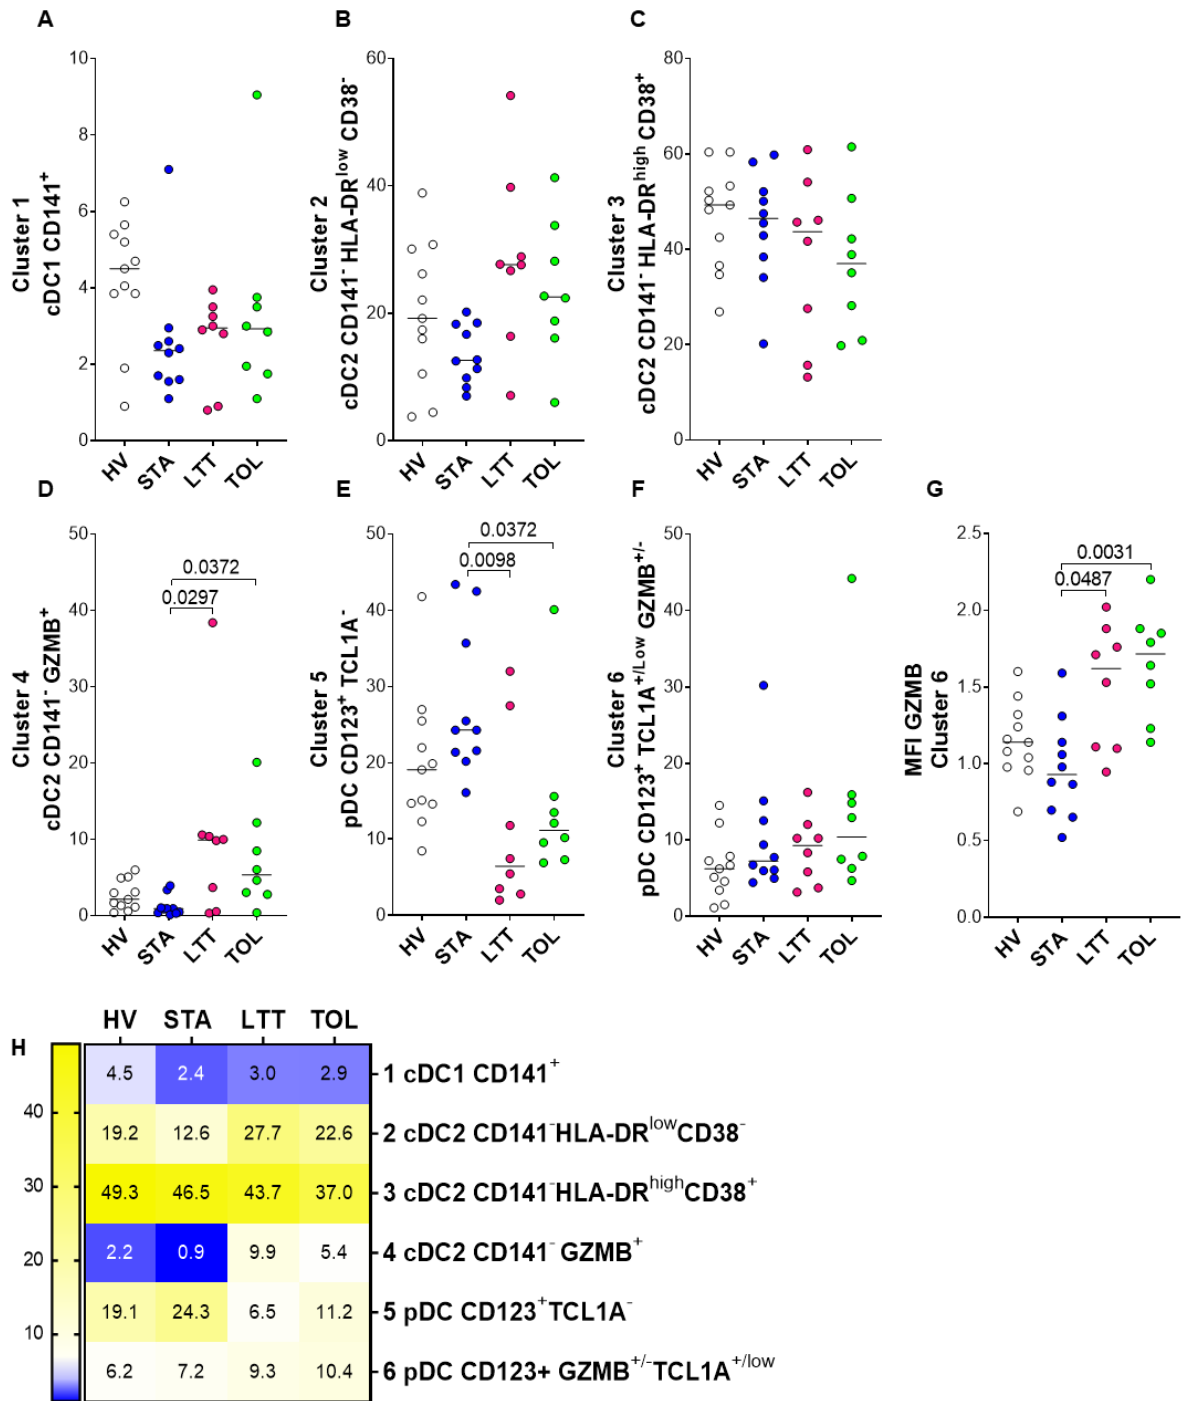 A
B
C
10
8
6
4
2
0
Cluster 1
cDC1 CD141⁺
HV STA LTT TOL
60
40
20
0
Cluster 2
cDC2 CD141⁻ HLA-DRˡᵒʷ CD38⁻
HV STA LTT TOL
80
60
40
20
0
Cluster 3
cDC2 CD141⁻ HLA-DRʰⁱᵍʰ CD38⁺
HV STA LTT TOL
D
E
F
G
50
40
30
20
10
0
Cluster 4
cDC2 CD141⁻ GZMB⁺
0.0372
0.0297
HV STA LTT TOL
50
40
30
20
10
0
Cluster 5
pDC CD123⁺ TCL1A⁻
0.0372
0.0098
HV STA LTT TOL
50
40
30
20
10
0
Cluster 6
pDC CD123⁺ TCL1A⁺/ᴸᵒʷ GZMB⁺/⁻
HV STA LTT TOL
2.5
2.0
1.5
1.0
0.5
0.0
MFI GZMB
Cluster 6
0.0031
0.0487
HV STA LTT TOL
H
HV STA LTT TOL
40
30
20
10
4.5 2.4 3.0 2.9 1 cDC1 CD141⁺
19.2 12.6 27.7 22.6 2 cDC2 CD141⁻HLA-DRˡᵒʷCD38⁻
49.3 46.5 43.7 37.0 3 cDC2 CD141⁻HLA-DRʰⁱᵍʰCD38⁺
2.2 0.9 9.9 5.4 4 cDC2 CD141⁻ GZMB⁺
19.1 24.3 6.5 11.2 5 pDC CD123⁺TCL1A⁻
6.2 7.2 9.3 10.4 6 pDC CD123+ GZMB⁺/⁻TCL1A⁺/ˡᵒʷ